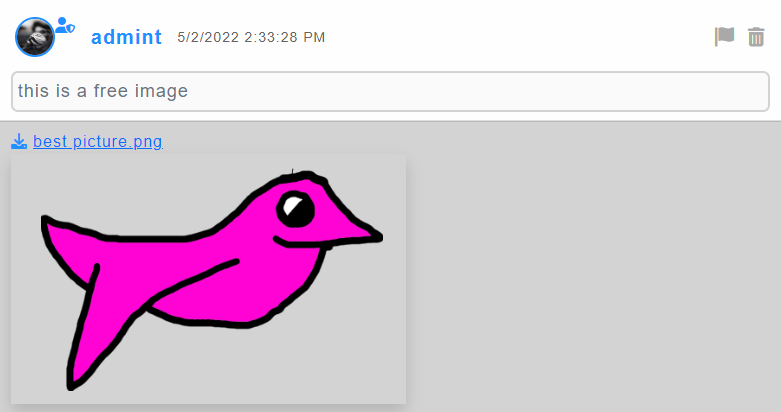 admint 5/2/2022 2:33:28 PM
this is a free image
best picture.png